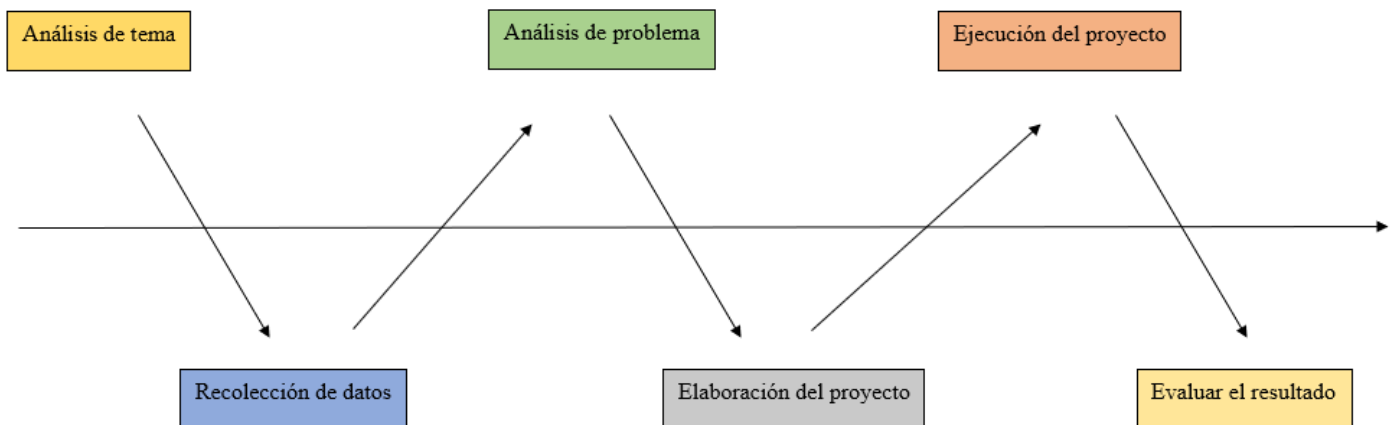 Análisis de tema
Análisis de problema
Ejecución del proyecto
Recolección de datos
Elaboración del proyecto
Evaluar el resultado